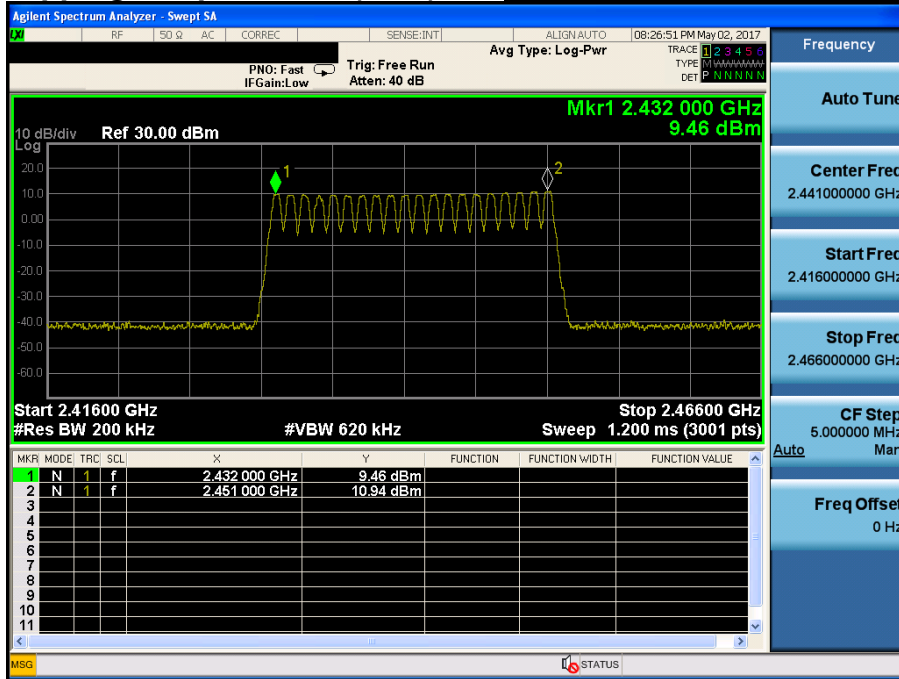 Agilent Spectrum Analyzer - Swept SA
LXI RF 50 Ω AC CORREC SENSE:INT ALIGN AUTO 08:26:51 PM May 02, 2017
Avg Type: Log-Pwr TRACE 1 2 3 4 5 6
PNO: Fast Trig: Free Run TYPE M WWWWW
IFGain:Low Atten: 40 dB DET P N N N N N
Mkr1 2.432 000 GHz
9.46 dBm
10 dB/div Ref 30.00 dBm
Log
20.0
10.0
0.00
-10.0
-20.0
-30.0
-40.0
-50.0
-60.0
1
2
Start 2.41600 GHz Stop 2.46600 GHz
#Res BW 200 kHz #VBW 620 kHz Sweep 1.200 ms (3001 pts)
MKR MODE TRC SCL X Y FUNCTION FUNCTION WIDTH FUNCTION VALUE
1 N 1 f 2.432 000 GHz 9.46 dBm
2 N 1 f 2.451 000 GHz 10.94 dBm
3
4
5
6
7
8
9
10
11
MSG STATUS
Frequency
Auto Tune
Center Freq
2.441000000 GHz
Start Freq
2.416000000 GHz
Stop Freq
2.466000000 GHz
CF Step
5.000000 MHz
Auto Man
Freq Offset
0 Hz